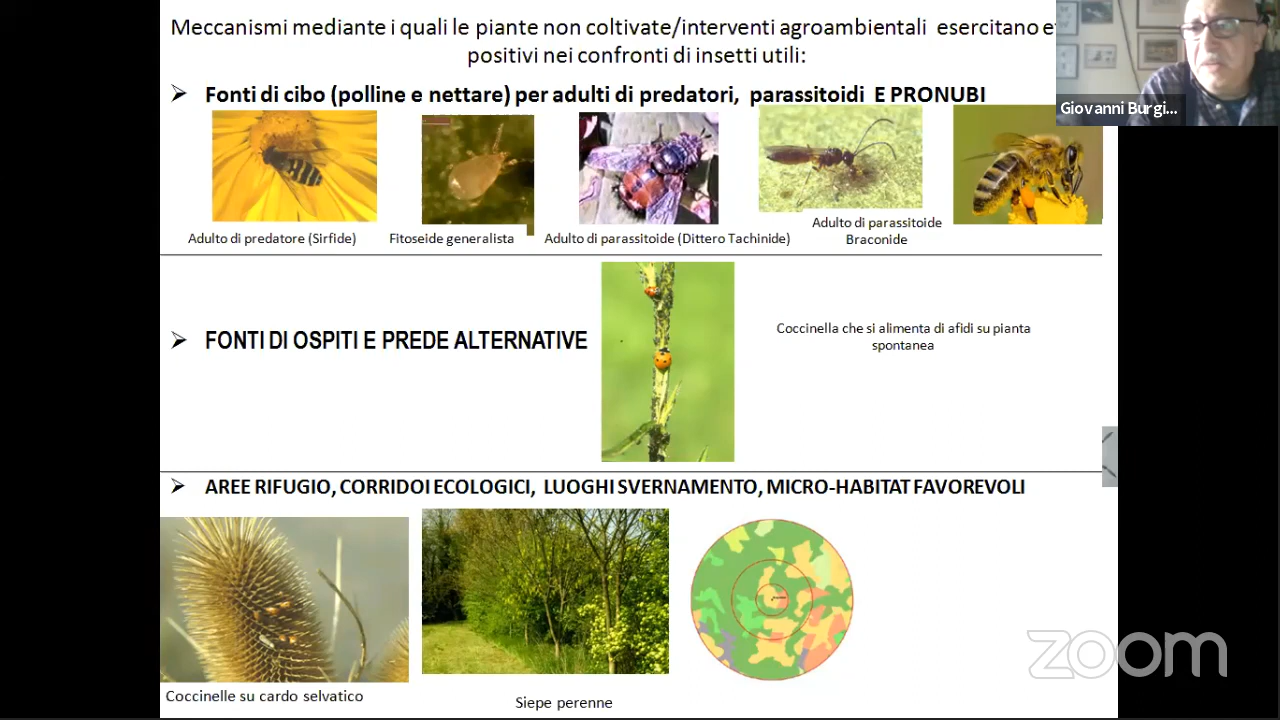 Meccanismi mediante i quali le piante non coltivate/interventi agroambientali esercitano
positivi nei confronti di insetti utili:
Giovanni Burgi...
➢ Fonti di cibo (polline e nettare) per adulti di predatori, parassitoidi E PRONUBI
Adulto di predatore (Sirfide)
Fitoseide generalista
Adulto di parassitoide (Dittero Tachinide)
Adulto di parassitoide
Braconide
➢ FONTI DI OSPITI E PREDE ALTERNATIVE
Coccinella che si alimenta di afidi su pianta
spontanea
➢ AREE RIFUGIO, CORRIDOI ECOLOGICI, LUOGHI SVERNAMENTO, MICRO-HABITAT FAVOREVOLI
Coccinelle su cardo selvatico
Siepe perenne
zoom